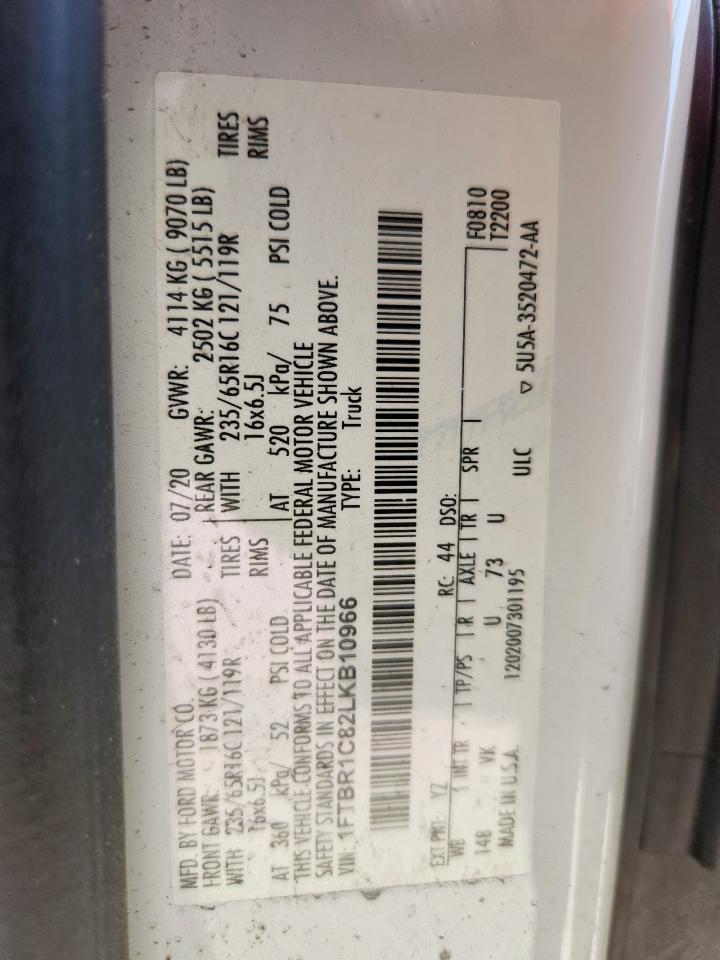 MFD. BY FORD MOTOR CO. DATE: 07/20 GVWR: 4114 KG ( 9070 LB)
FRONT GAWR: 1873 KG ( 4130 LB) REAR GAWR: 2502 KG ( 5515 LB)
WITH 235/65R16C 121/119R TIRES WITH 235/65R16C 121/119R TIRES
16x6.5J RIMS 16x6.5J RIMS
AT 360 kPa/ 52 PSI COLD AT 520 kPa/ 75 PSI COLD
THIS VEHICLE CONFORMS TO ALL APPLICABLE FEDERAL MOTOR VEHICLE
SAFETY STANDARDS IN EFFECT ON THE DATE OF MANUFACTURE SHOWN ABOVE.
VIN: 1FTBR1C82LKB10966 TYPE: Truck
EXT PNT: YZ RC: 44 DSO: F0810
WB INT TR TP/PS R AXLE TR SPR T2200
148 VK U 73 U
MADE IN U.S.A. 1202007301195 ULC ▽ 5U5A-3520472-AA